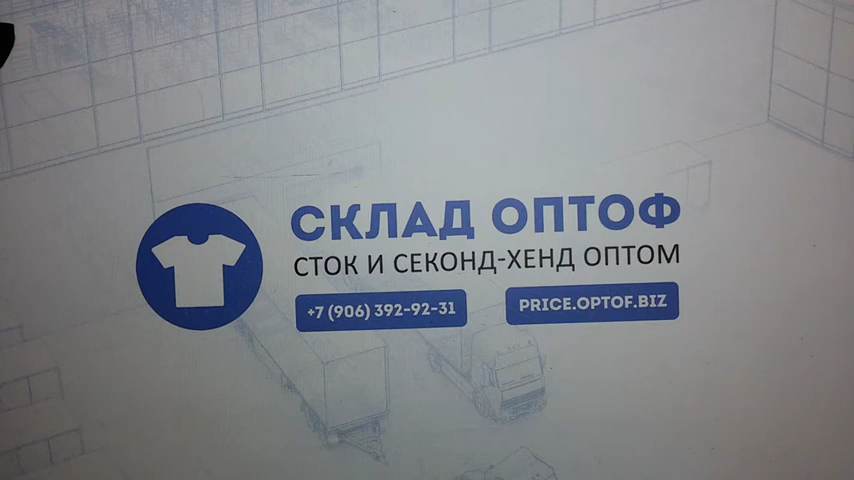 СКЛАД ОПТОФ
СТОК И СЕКОНД-ХЕНД ОПТОМ
+7 (906) 392-92-31
PRICE.OPTOF.BIZ